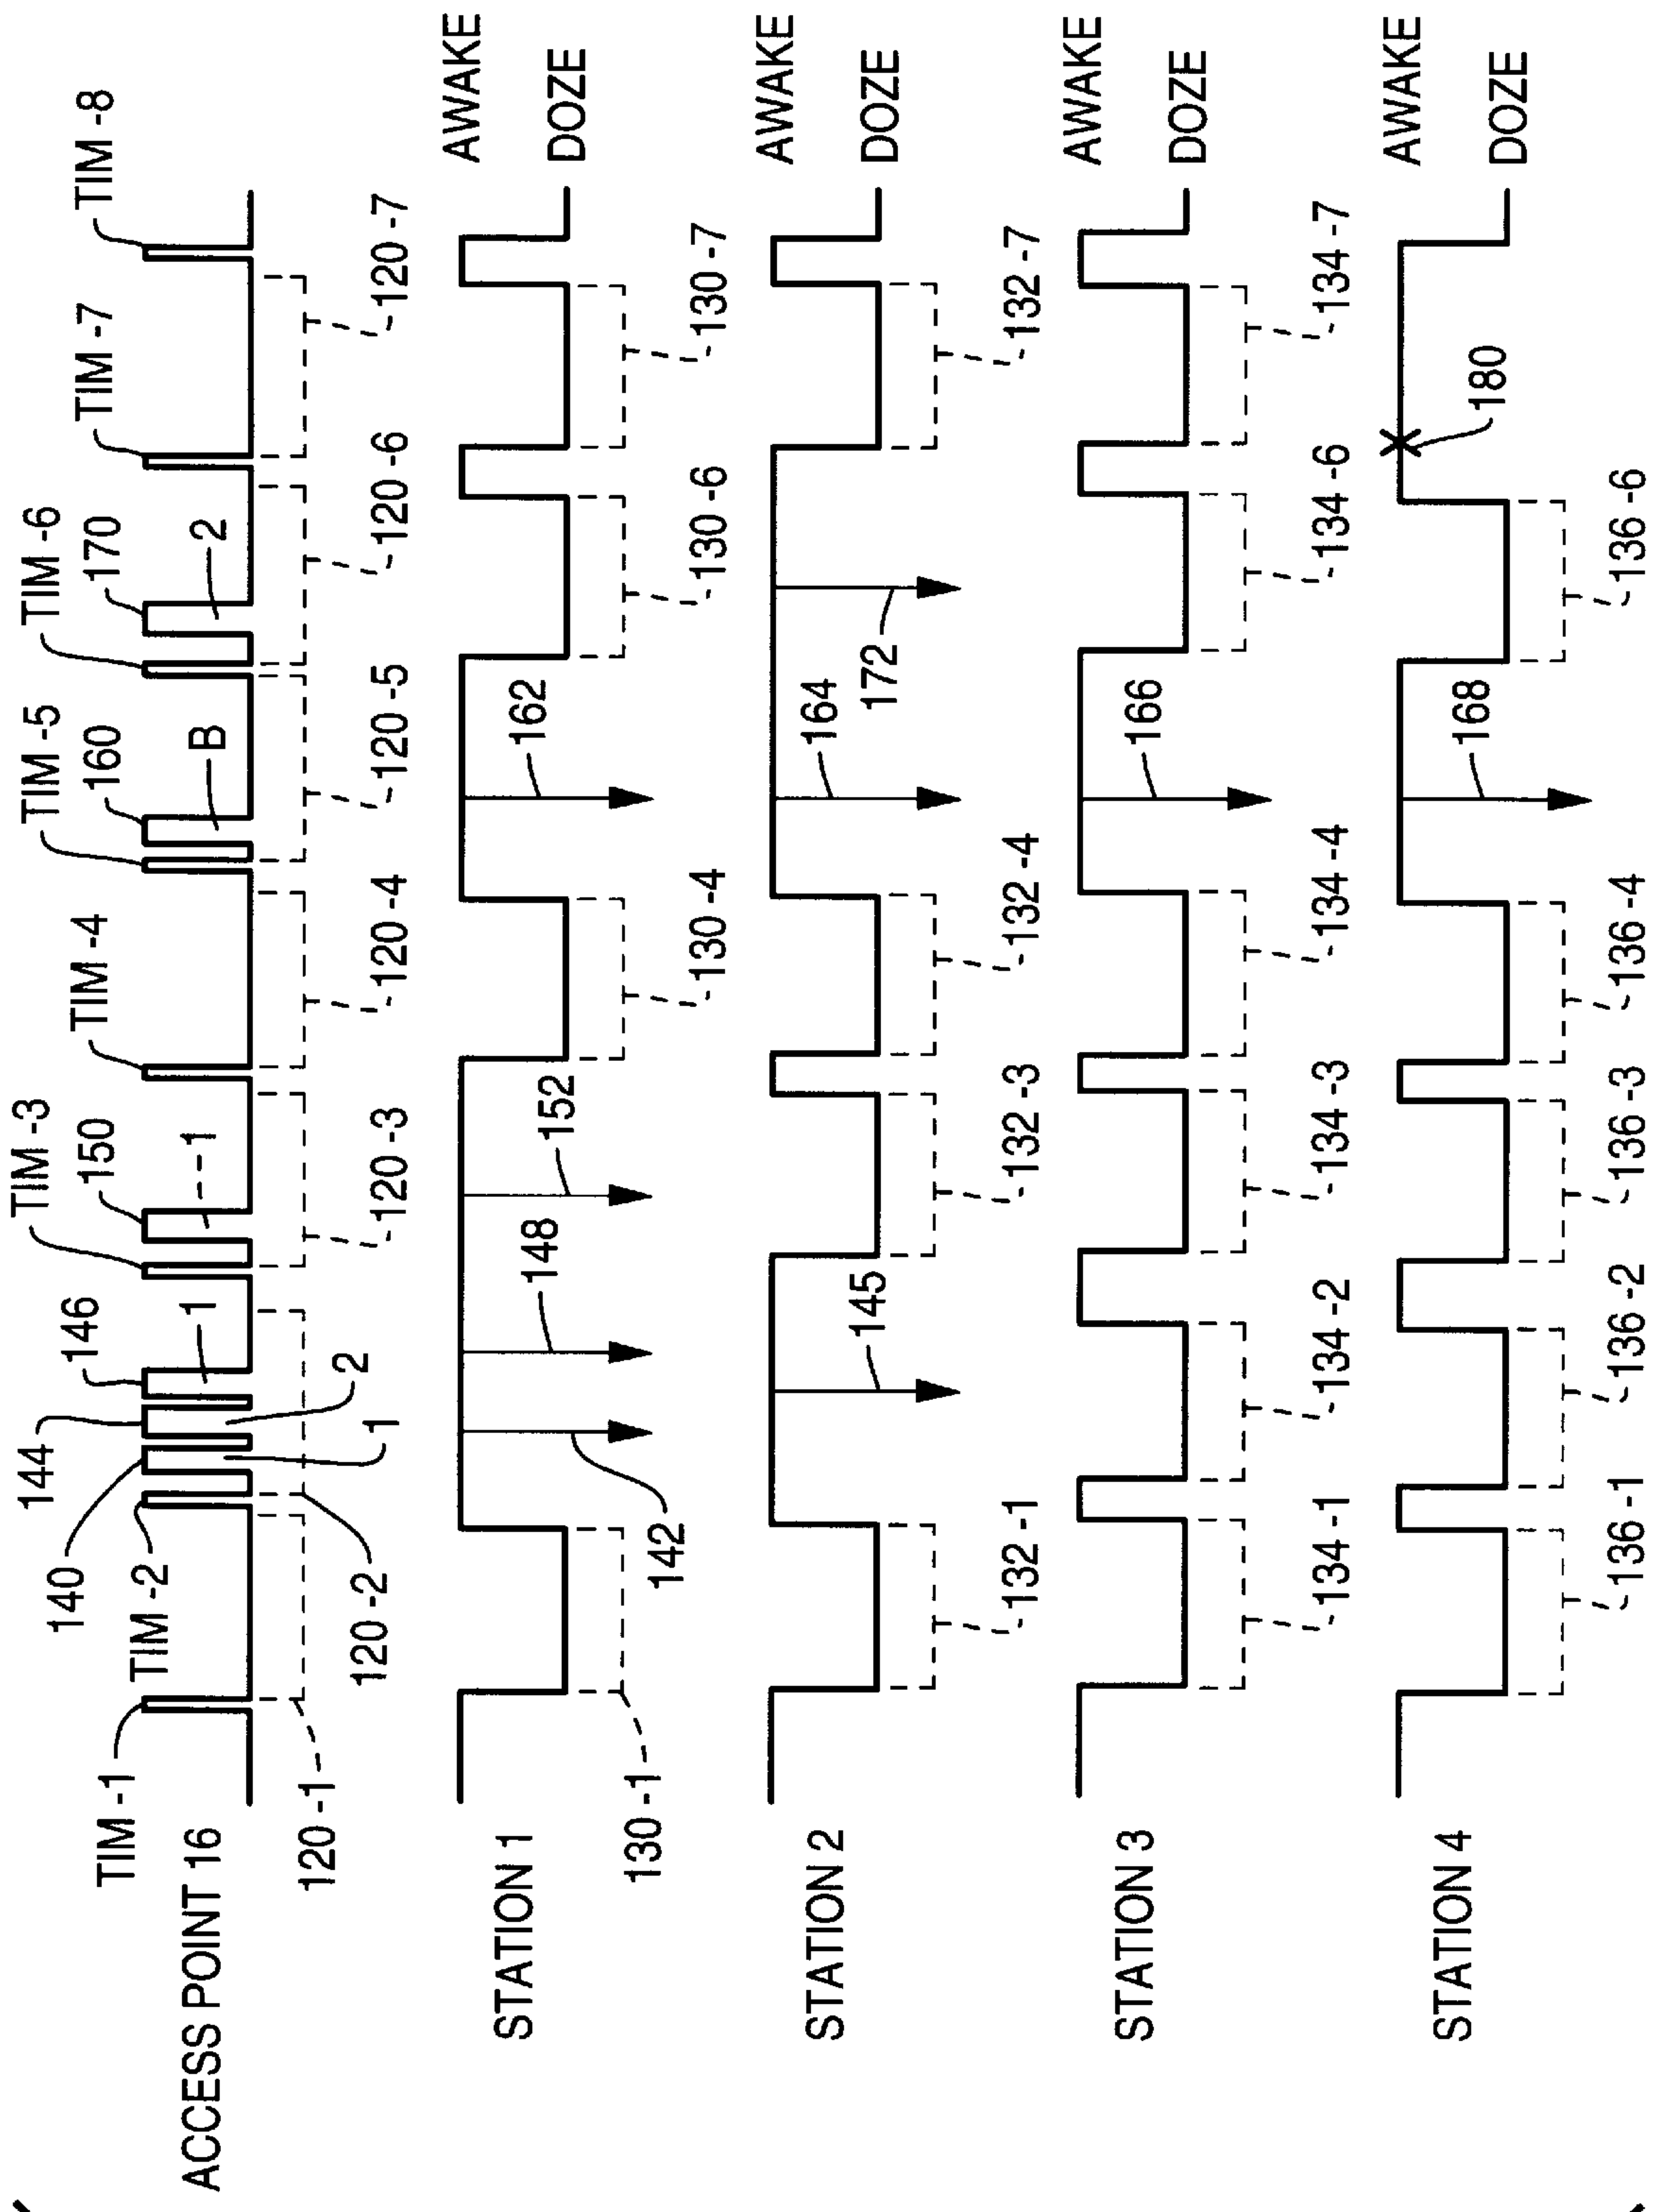 ACCESS POINT 16
TIM -1
140
TIM -2
144
146
TIM -3
150
TIM -4
TIM -5
160
TIM -6
170
TIM -7
TIM -8
1
2
1
1
B
2
120 -1
120 -2
120 -3
120 -4
120 -5
120 -6
120 -7
STATION 1
AWAKE
DOZE
142
148
152
162
130 -1
130 -4
130 -6
130 -7
STATION 2
AWAKE
DOZE
145
164
172
132 -1
132 -3
132 -4
132 -7
STATION 3
AWAKE
DOZE
166
134 -1
134 -2
134 -3
134 -4
134 -6
134 -7
STATION 4
AWAKE
DOZE
168
180
136 -1
136 -2
136 -3
136 -4
136 -6